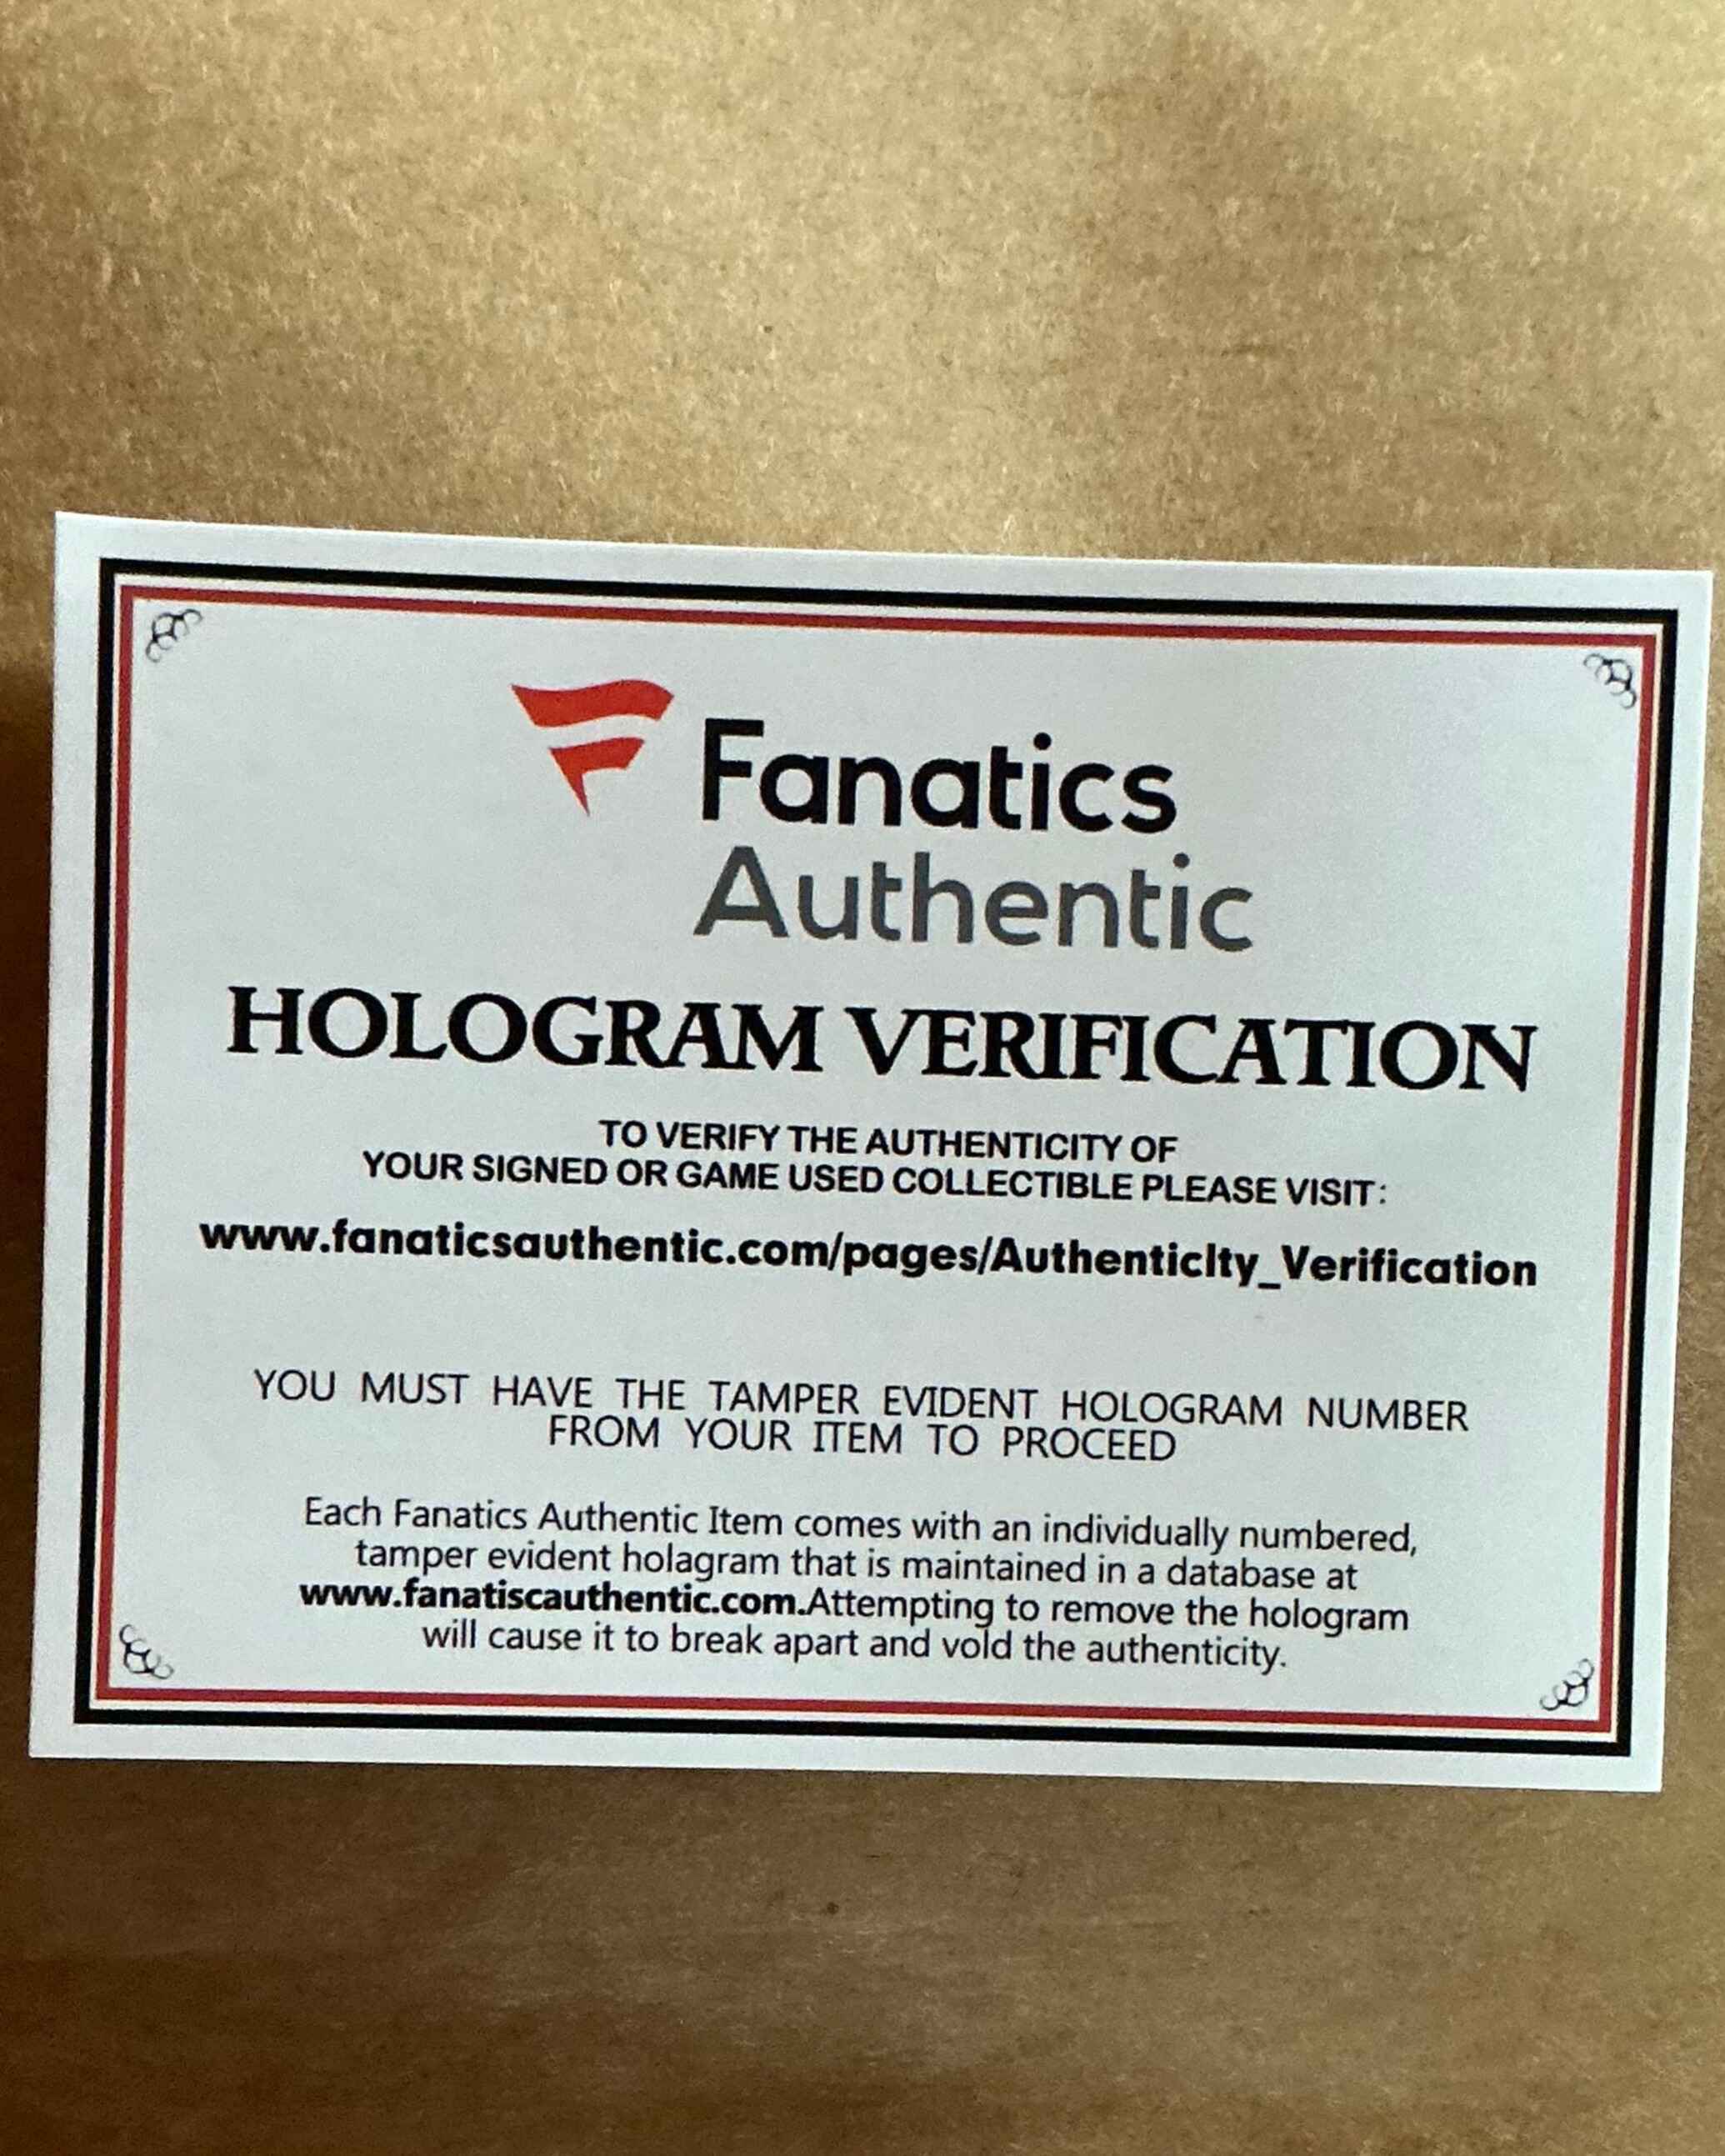 Fanatics
Authentic
HOLOGRAM VERIFICATION
TO VERIFY THE AUTHENTICITY OF
YOUR SIGNED OR GAME USED COLLECTIBLE PLEASE VISIT:
www.fanaticsauthentic.com/pages/AuthenticIty_Verification
YOU MUST HAVE THE TAMPER EVIDENT HOLOGRAM NUMBER
FROM YOUR ITEM TO PROCEED
Each Fanatics Authentic Item comes with an individually numbered,
tamper evident holagram that is maintained in a database at
www.fanatiscauthentic.com.Attempting to remove the hologram
will cause it to break apart and vold the authenticity.